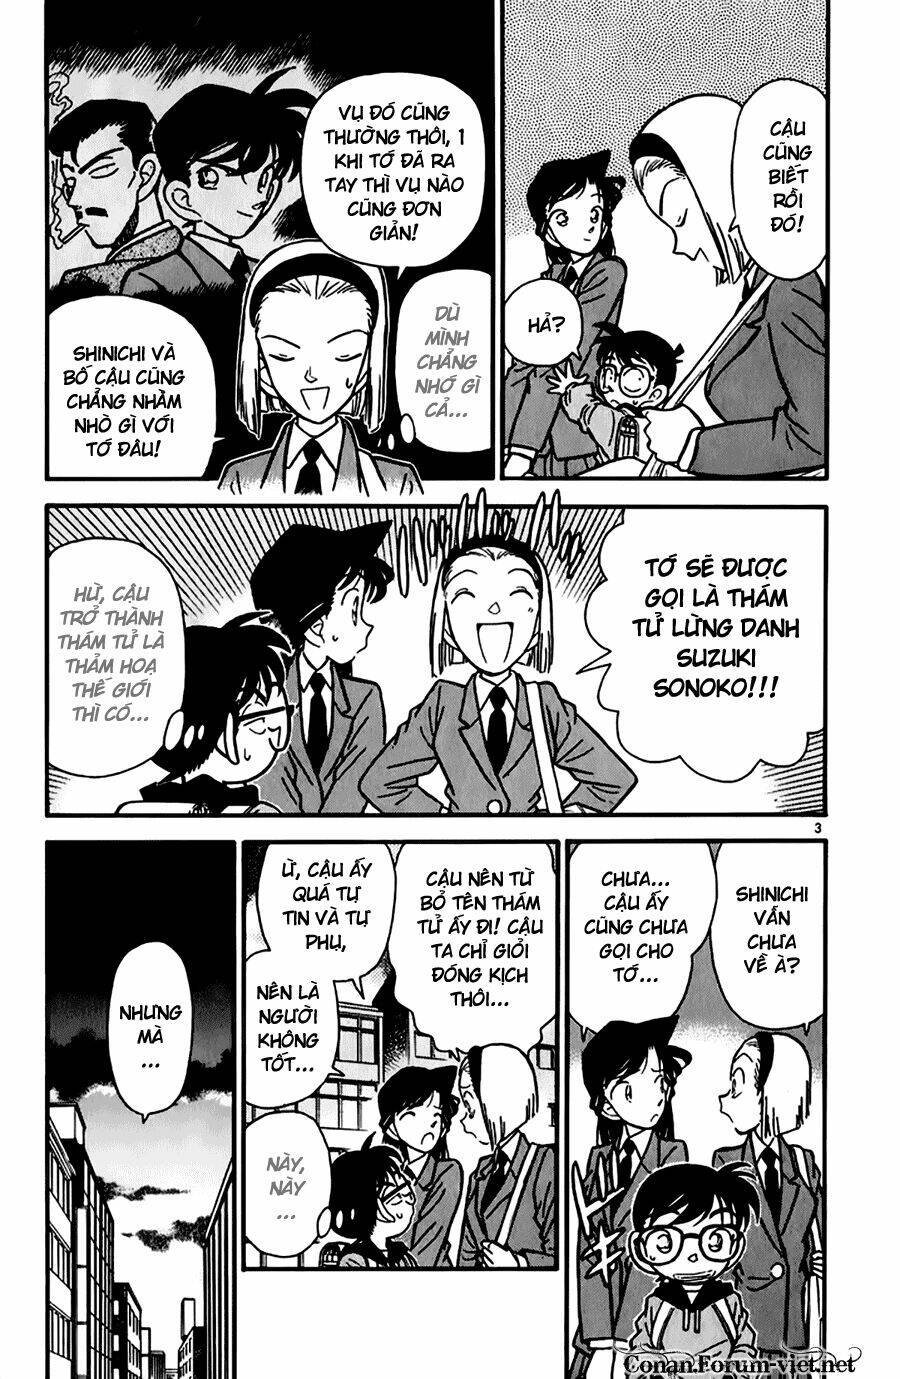 CẬU
CŨNG
BIẾT
RỒI
ĐÓ!
HẢ?
VỤ ĐÓ CŨNG
THƯỜNG THÔI, 1
KHI TỚ ĐÃ RA
TAY THÌ VỤ NÀO
CŨNG ĐƠN
GIẢN!
DÙ
MÌNH
CHẲNG
NHỚ GÌ
CẢ...
SHINICHI VÀ
BỐ CẬU CŨNG
CHẲNG NHẰM
NHÒ GÌ VỚI
TỚ ĐÂU!
TỚ SẼ ĐƯỢC
GỌI LÀ THÁM
TỬ LỪNG DANH
SUZUKI
SONOKO!!!
HỪ, CẬU
TRỞ THÀNH
THÁM TỬ LÀ
THẢM HOẠ
THẾ GIỚI
THÌ CÓ...
3
SHINICHI
VẪN
CHƯA
VỀ À?
CHƯA...
CẬU ẤY
CŨNG CHƯA
GỌI CHO
TỚ...
CẬU NÊN TỪ
BỎ TÊN THÁM
TỬ ẤY ĐI! CẬU
TA CHỈ GIỎI
ĐÓNG KỊCH
THÔI...
Ừ, CẬU ẤY
QUÁ TỰ
TIN VÀ TỰ
PHỤ,
NÊN LÀ
NGƯỜI
KHÔNG
TỐT...
NÀY,
NÀY
...
NHƯNG
MÀ
...
Conan.Forum-viet.net